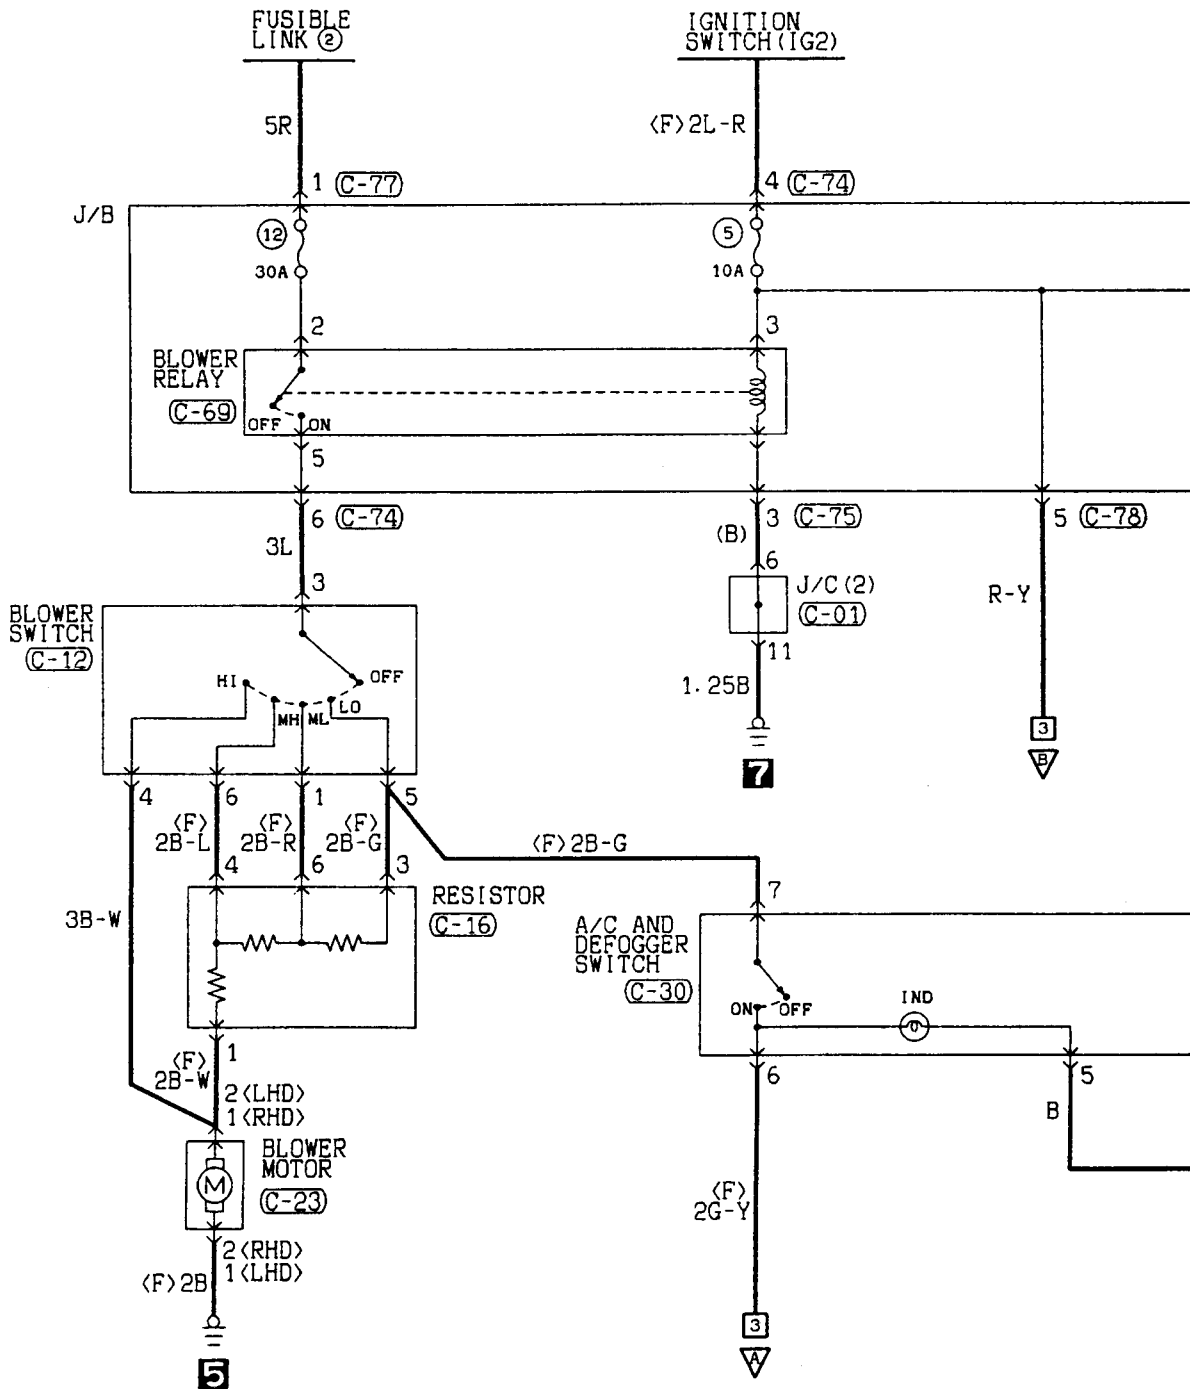 FUSIBLE
LINK ②
IGNITION
SWITCH(IG2)
5R
<F>2L-R
1 C-77
4 C-74
J/B
12
5
30A
10A
2
3
BLOWER
RELAY
C-69
OFF
ON
5
6 C-74
3 C-75
5 C-78
3L
(B)
R-Y
3
6
J/C(2)
C-01
BLOWER
SWITCH
C-12
11
1.25B
HI
OFF
MH
ML
LO
3
B
7
4
6
1
5
<F>
2B-L
<F>
2B-R
<F>
2B-G
<F>2B-G
4
6
3
7
RESISTOR
C-16
3B-W
A/C AND
DEFOGGER
SWITCH
C-30
ON
OFF
IND
1
<F>
2B-W
6
5
2<LHD>
1<RHD>
B
BLOWER
MOTOR
C-23
M
<F>
2G-Y
2<RHD>
1<LHD>
<F>2B
3
A
5